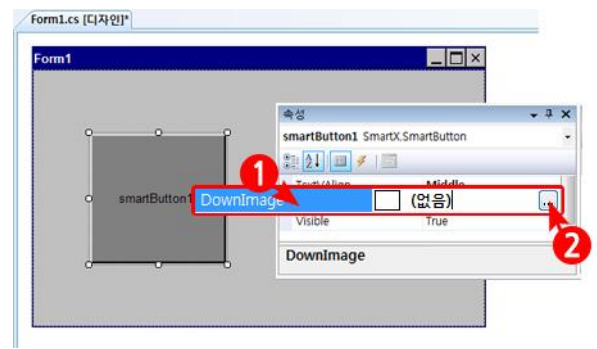 Form1.cs [디자인]*
Form1
속성
smartButton1 SmartX.SmartButton
1
TextVAlign Middle
smartButton1
DownImage (없음) ...
Visible True
2
DownImage